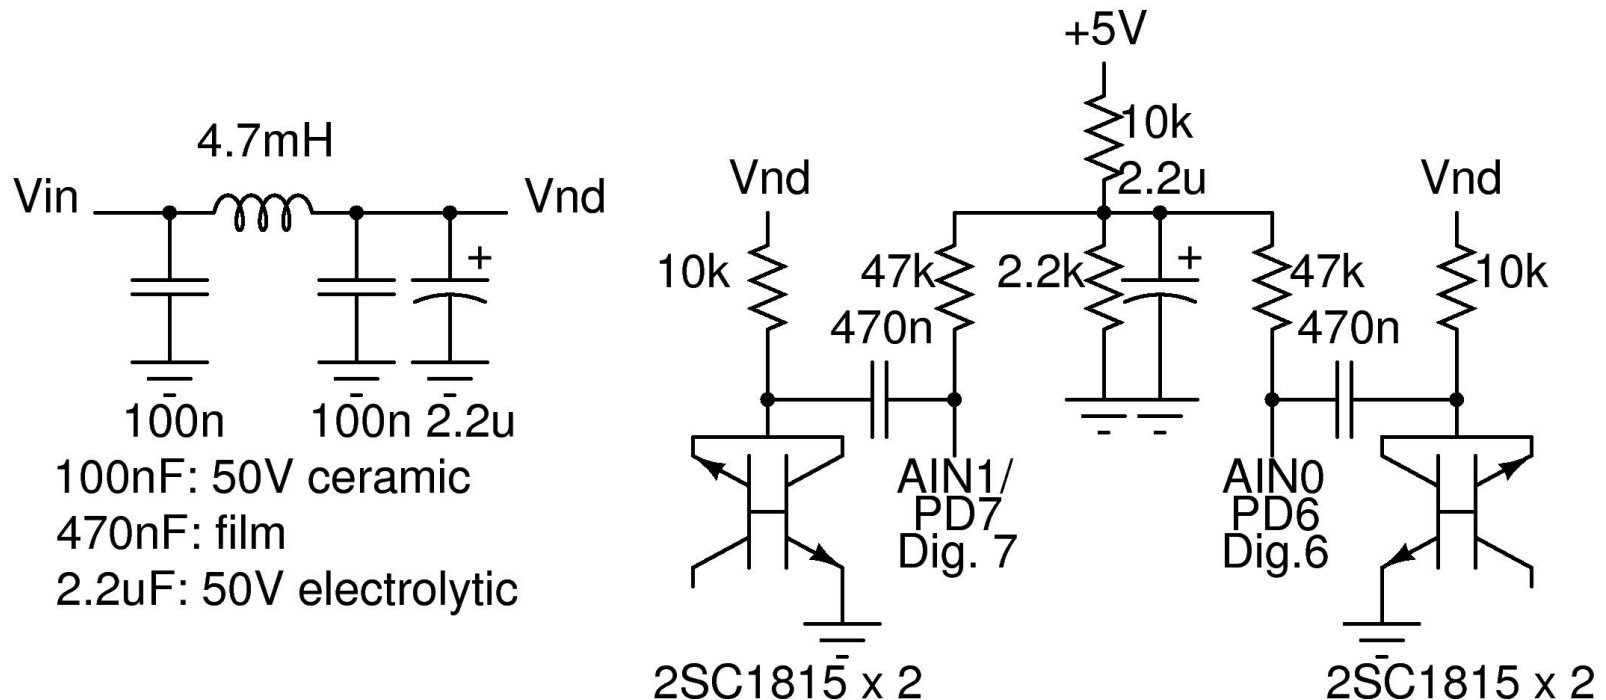 +5V
10k
2.2u
4.7mH
Vin
Vnd
Vnd
Vnd
+
+
10k
47k
2.2k
47k
10k
470n
470n
100n
100n
2.2u
100nF: 50V ceramic
470nF: film
2.2uF: 50V electrolytic
AIN1/
PD7
Dig. 7
AIN0
PD6
Dig.6
2SC1815 x 2
2SC1815 x 2